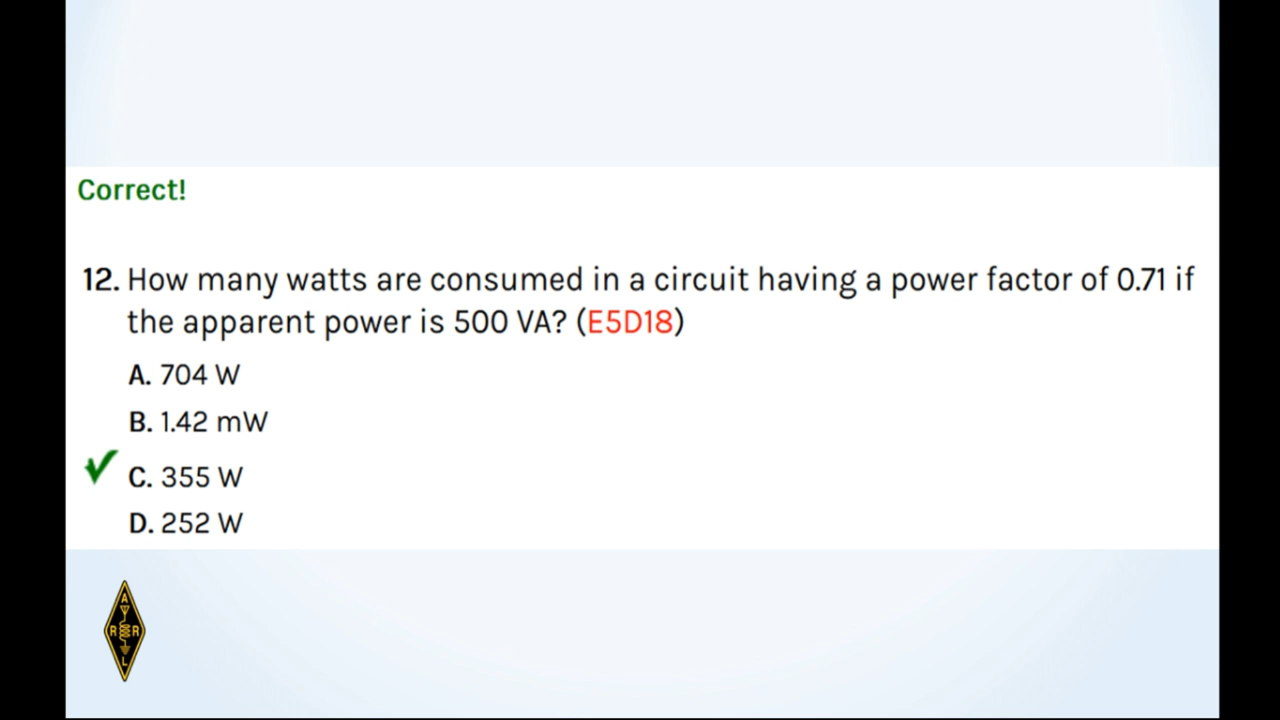 Correct!
12. How many watts are consumed in a circuit having a power factor of 0.71 if
the apparent power is 500 VA? (E5D18)
A. 704 W
B. 1.42 mW
C. 355 W
D. 252 W
A
R R
L